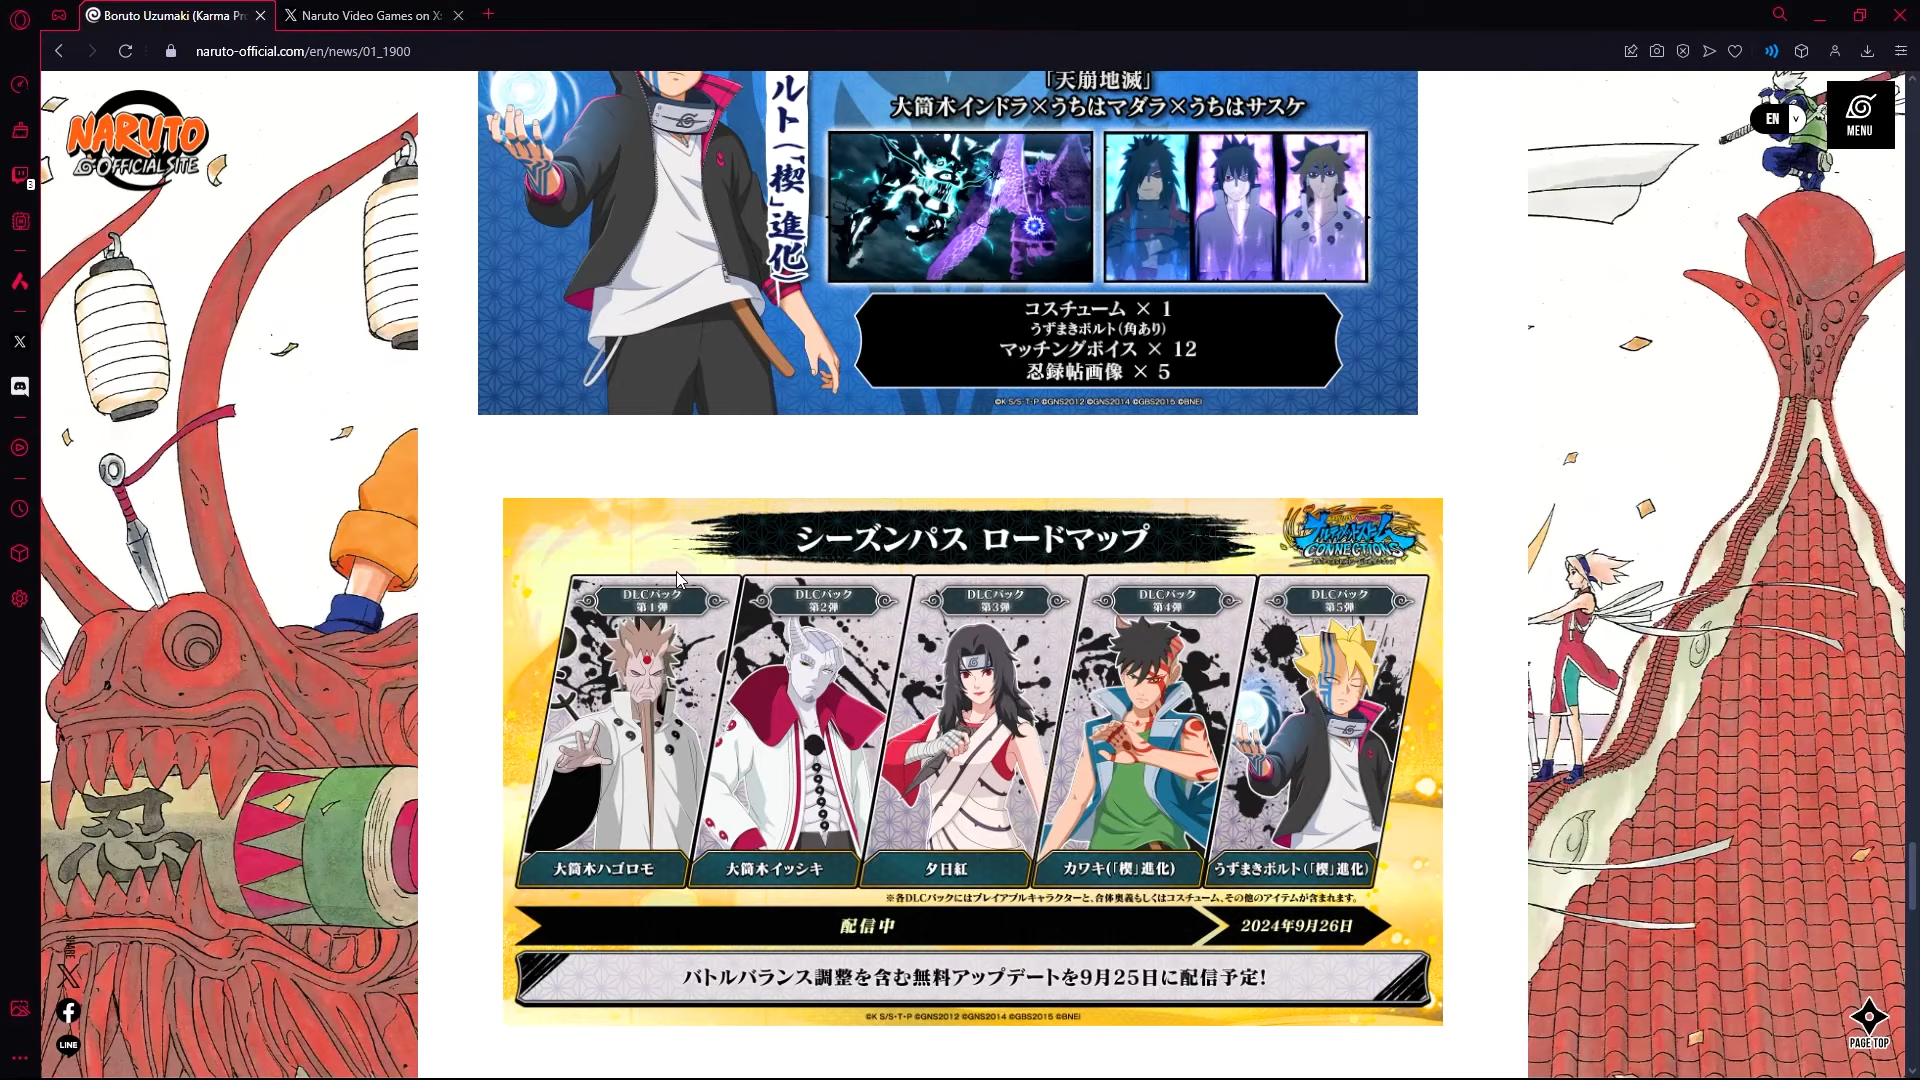 Boruto Uzumaki (Karma Pr
Naruto Video Games on X
naruto-official.com/en/news/01_1900
NARUTO
OFFICIAL SITE
EN
MENU
ルト(「楔」進化)
「天崩地滅」
大筒木インドラ×うちはマダラ×うちはサスケ
コスチューム × 1
うずまきボルト(角あり)
マッチングボイス × 12
忍録帖画像 × 5
©K S/S・T・P ©GNS2012 ©GNS2014 ©GBS2015 ©BNEI
シーズンパス ロードマップ
CONNECTIONS
DLCパック
第1弾
DLCパック
第2弾
DLCパック
第3弾
DLCパック
第4弾
DLCパック
第5弾
大筒木ハゴロモ
大筒木イッシキ
夕日紅
カワキ(「楔」進化)
うずまきボルト(「楔」進化)
※各DLCパックにはプレイアブルキャラクターと、合体奥義もしくはコスチューム、その他のアイテムが含まれます。
配信中
2024年9月26日
バトルバランス調整を含む無料アップデートを9月25日に配信予定!
©K S/S・T・P ©GNS2012 ©GNS2014 ©GBS2015 ©BNEI
忍
SHARE
LINE
PAGE TOP
3